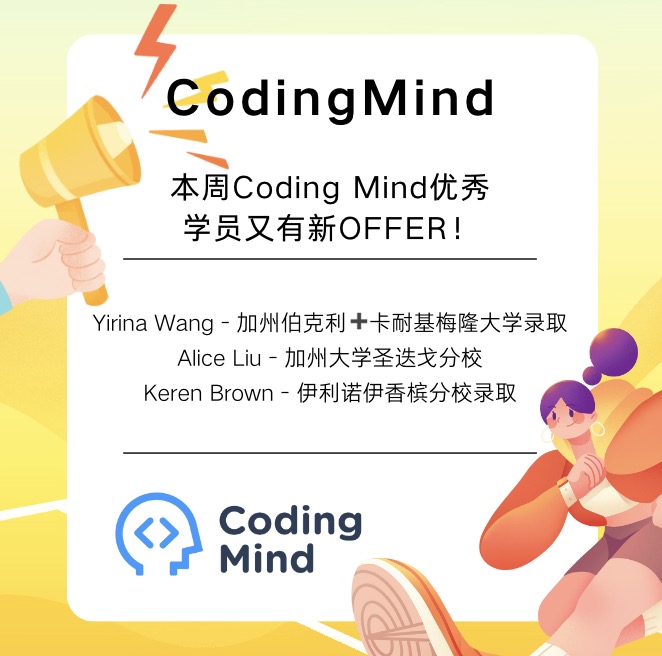 CodingMind
本周Coding Mind优秀
学员又有新OFFER！
Yirina Wang - 加州伯克利➕卡耐基梅隆大学录取
Alice Liu - 加州大学圣迭戈分校
Keren Brown - 伊利诺伊香槟分校录取
Coding
Mind